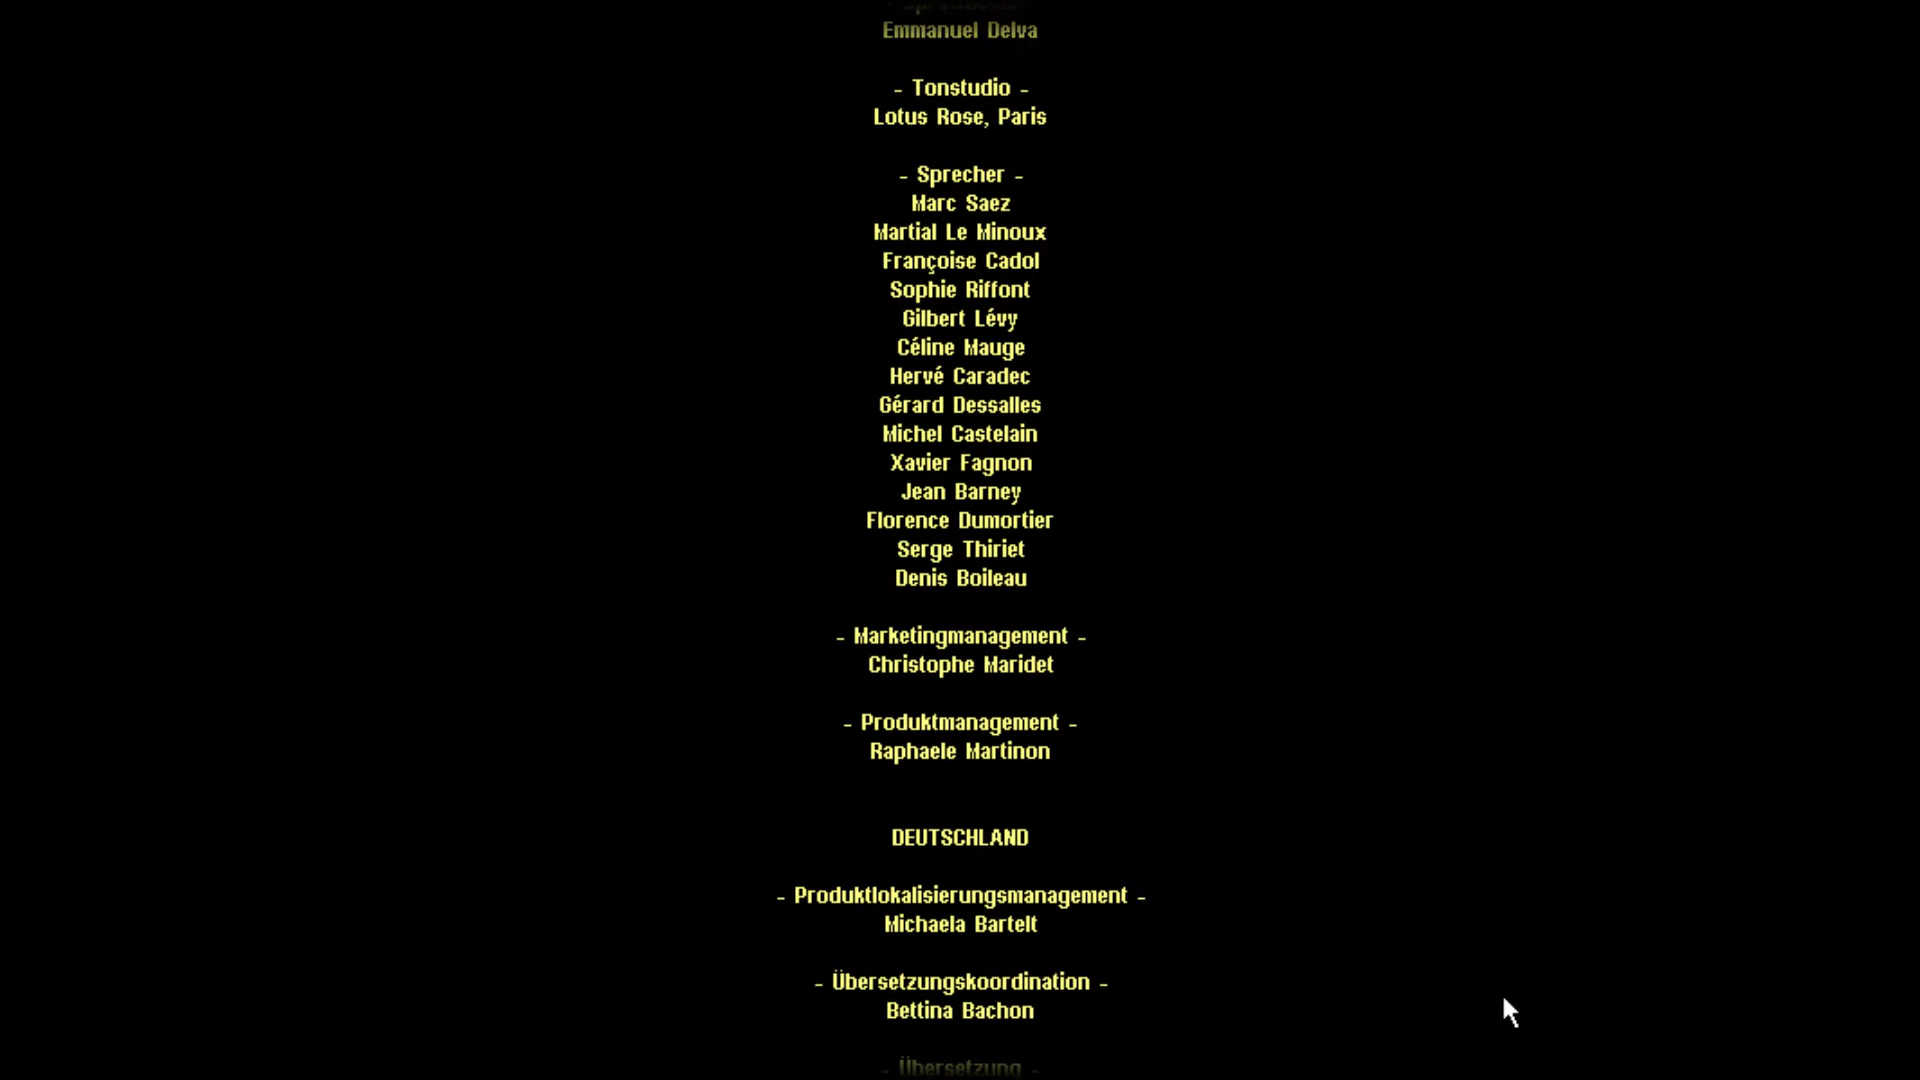 Emmanuel Delva
- Tonstudio -
Lotus Rose, Paris
- Sprecher -
Marc Saez
Martial Le Minoux
Françoise Cadol
Sophie Riffont
Gilbert Lévy
Céline Mauge
Hervé Caradec
Gérard Dessalles
Michel Castelain
Xavier Fagnon
Jean Barney
Florence Dumortier
Serge Thiriet
Denis Boileau
- Marketingmanagement -
Christophe Maridet
- Produktmanagement -
Raphaele Martinon
DEUTSCHLAND
- Produktlokalisierungsmanagement -
Michaela Bartelt
- Übersetzungskoordination -
Bettina Bachon
- Übersetzung -